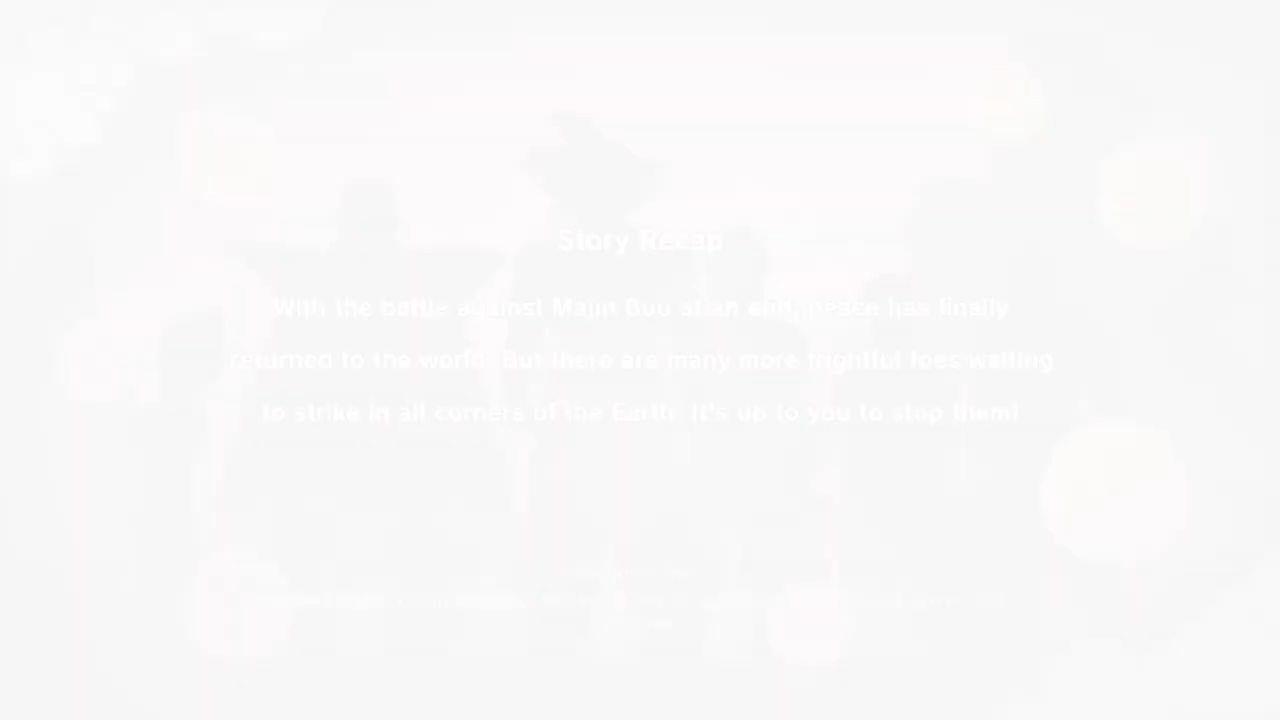 Story Recap
With the battle against Majin Buu at an end, peace has finally
returned to the world. But there are many more frightful foes waiting
to strike in all corners of the Earth. It's up to you to stop them!